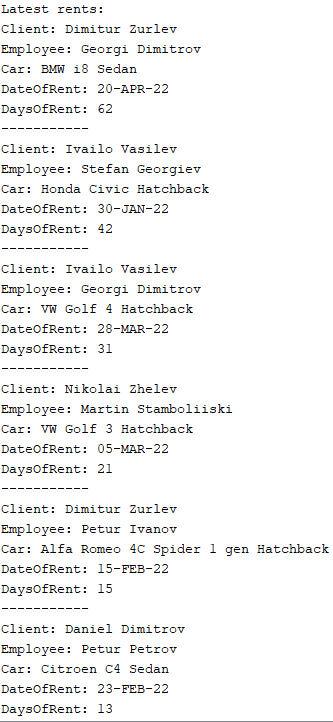 Latest rents:
Client: Dimitur Zurlev
Employee: Georgi Dimitrov
Car: BMW i8 Sedan
DateOfRent: 20-APR-22
DaysOfRent: 62
-----------
Client: Ivailo Vasilev
Employee: Stefan Georgiev
Car: Honda Civic Hatchback
DateOfRent: 30-JAN-22
DaysOfRent: 42
-----------
Client: Ivailo Vasilev
Employee: Georgi Dimitrov
Car: VW Golf 4 Hatchback
DateOfRent: 28-MAR-22
DaysOfRent: 31
-----------
Client: Nikolai Zhelev
Employee: Martin Stamboliiski
Car: VW Golf 3 Hatchback
DateOfRent: 05-MAR-22
DaysOfRent: 21
-----------
Client: Dimitur Zurlev
Employee: Petur Ivanov
Car: Alfa Romeo 4C Spider 1 gen Hatchback
DateOfRent: 15-FEB-22
DaysOfRent: 15
-----------
Client: Daniel Dimitrov
Employee: Petur Petrov
Car: Citroen C4 Sedan
DateOfRent: 23-FEB-22
DaysOfRent: 13